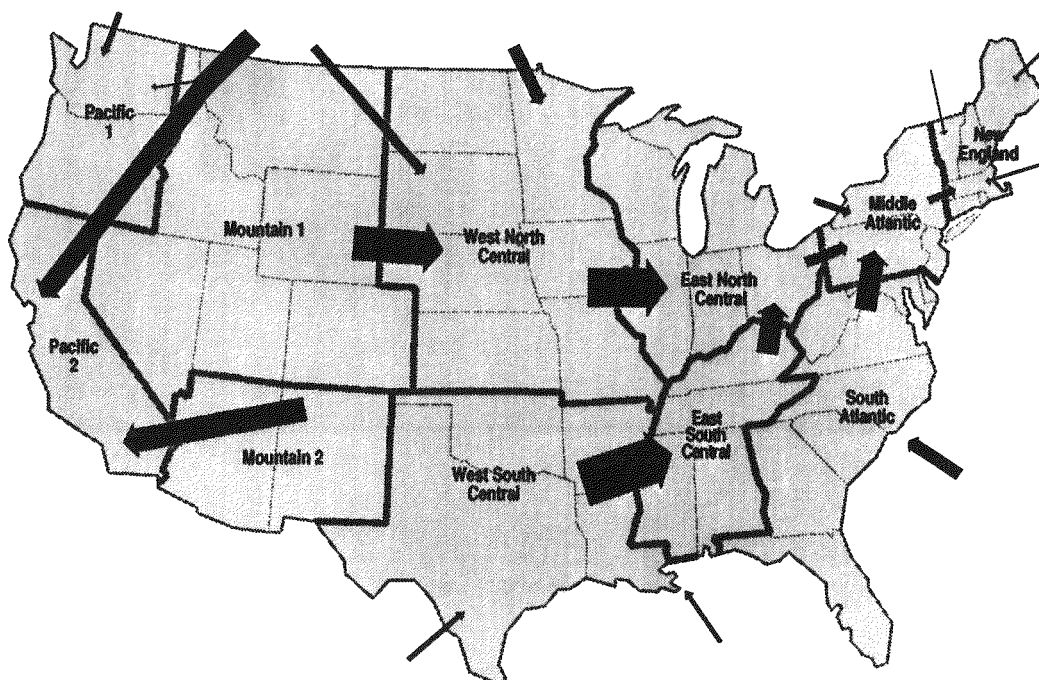 Pacific
1
New
England
Middle
Atlantic
Mountain 1
West North
Central
East North
Central
Pacific
2
South
Atlantic
East
South
Central
Mountain 2
West South
Central